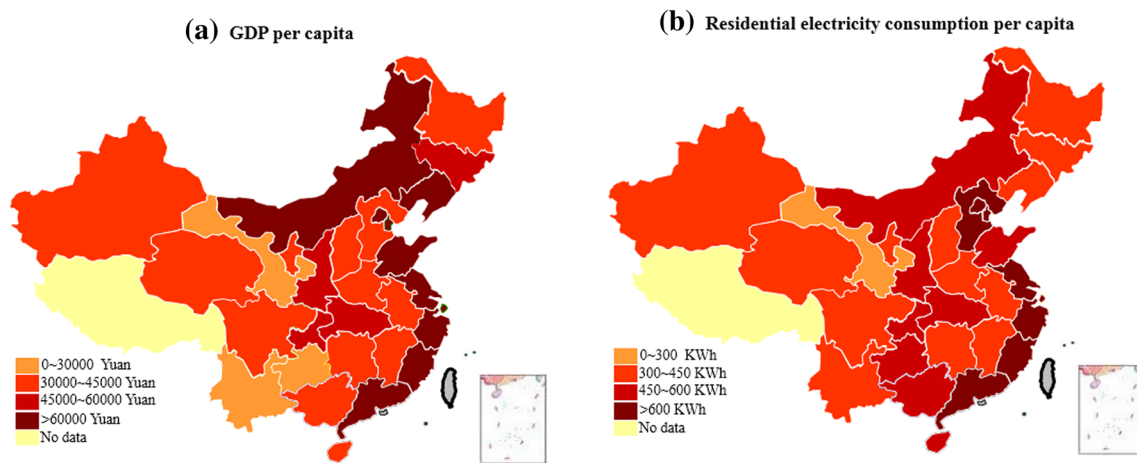 (a) GDP per capita
0~30000 Yuan
30000~45000 Yuan
45000~60000 Yuan
>60000 Yuan
No data
(b) Residential electricity consumption per capita
0~300 KWh
300~450 KWh
450~600 KWh
>600 KWh
No data